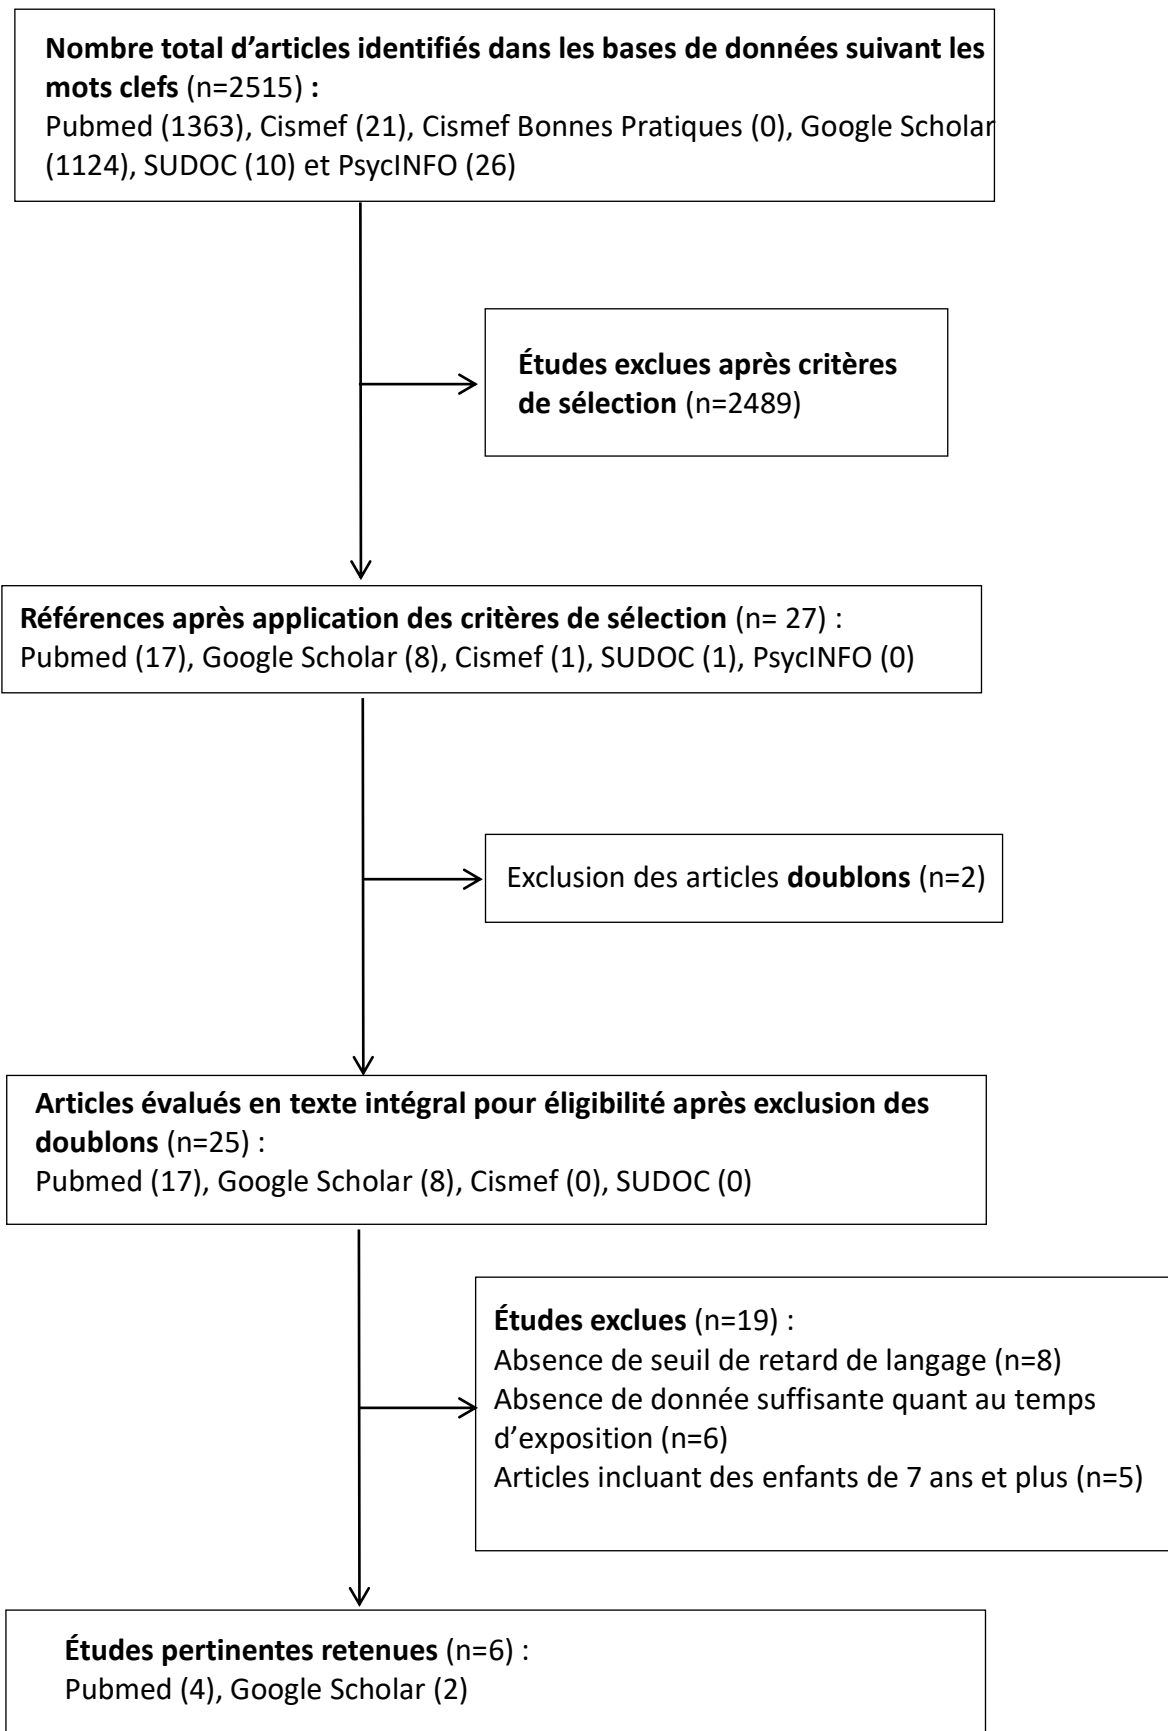 Nombre total d’articles identifiés dans les bases de données suivant les
mots clefs (n=2515) :
Pubmed (1363), Cismef (21), Cismef Bonnes Pratiques (0), Google Scholar
(1124), SUDOC (10) et PsycINFO (26)
Études exclues après critères
de sélection (n=2489)
Références après application des critères de sélection (n= 27) :
Pubmed (17), Google Scholar (8), Cismef (1), SUDOC (1), PsycINFO (0)
Exclusion des articles doublons (n=2)
Articles évalués en texte intégral pour éligibilité après exclusion des
doublons (n=25) :
Pubmed (17), Google Scholar (8), Cismef (0), SUDOC (0)
Études exclues (n=19) :
Absence de seuil de retard de langage (n=8)
Absence de donnée suffisante quant au temps
d’exposition (n=6)
Articles incluant des enfants de 7 ans et plus (n=5)
Études pertinentes retenues (n=6) :
Pubmed (4), Google Scholar (2)